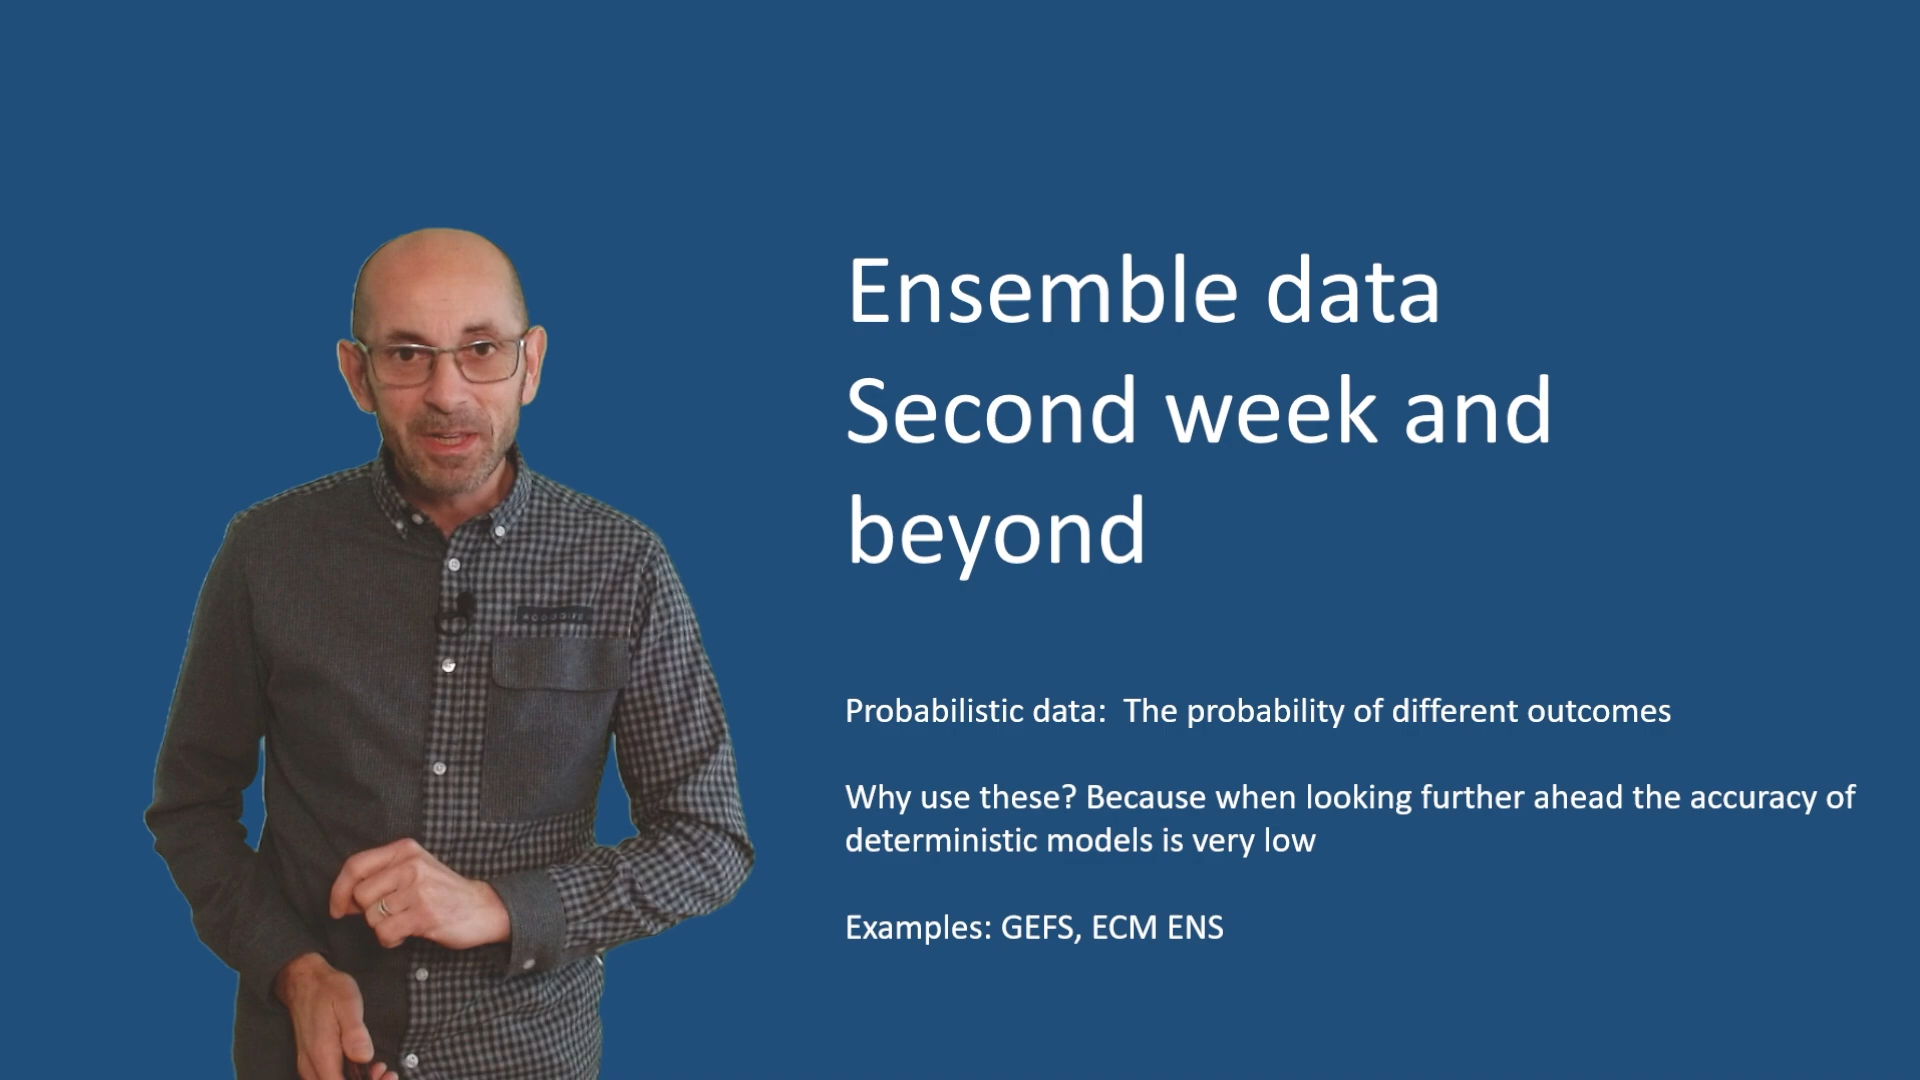 Ensemble data
Second week and
beyond
Probabilistic data:  The probability of different outcomes
Why use these? Because when looking further ahead the accuracy of
deterministic models is very low
Examples: GEFS, ECM ENS